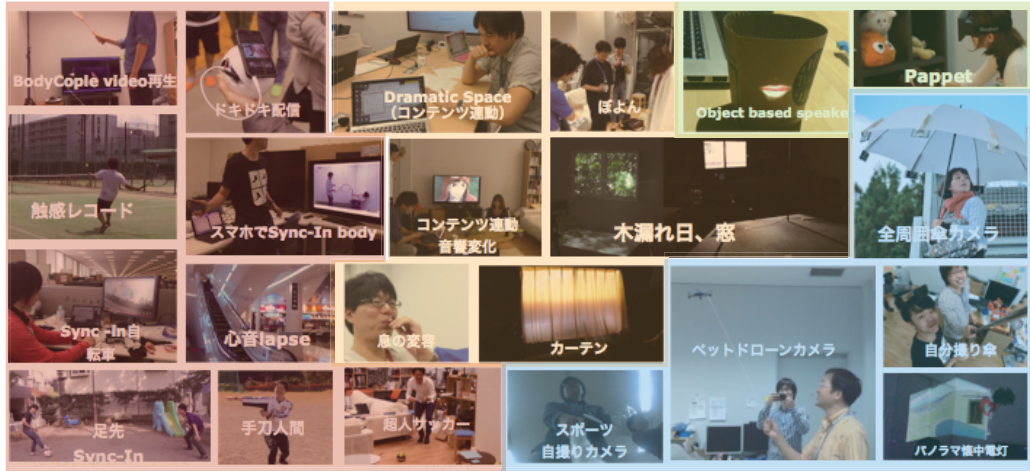 BodyCople video再生
ドキドキ配信
Dramatic Space
(コンテンツ連動)
ぽよん
Object based speake
Pappet
触感レコード
スマホでSync-In body
コンテンツ連動
音響変化
木漏れ日、窓
全周囲傘カメラ
Sync -In自
転車
心音lapse
息の変容
カーテン
ペットドローンカメラ
自分撮り傘
足先
Sync-In
手刀人間
超人サッカー
スポーツ
自撮りカメラ
パノラマ懐中電灯